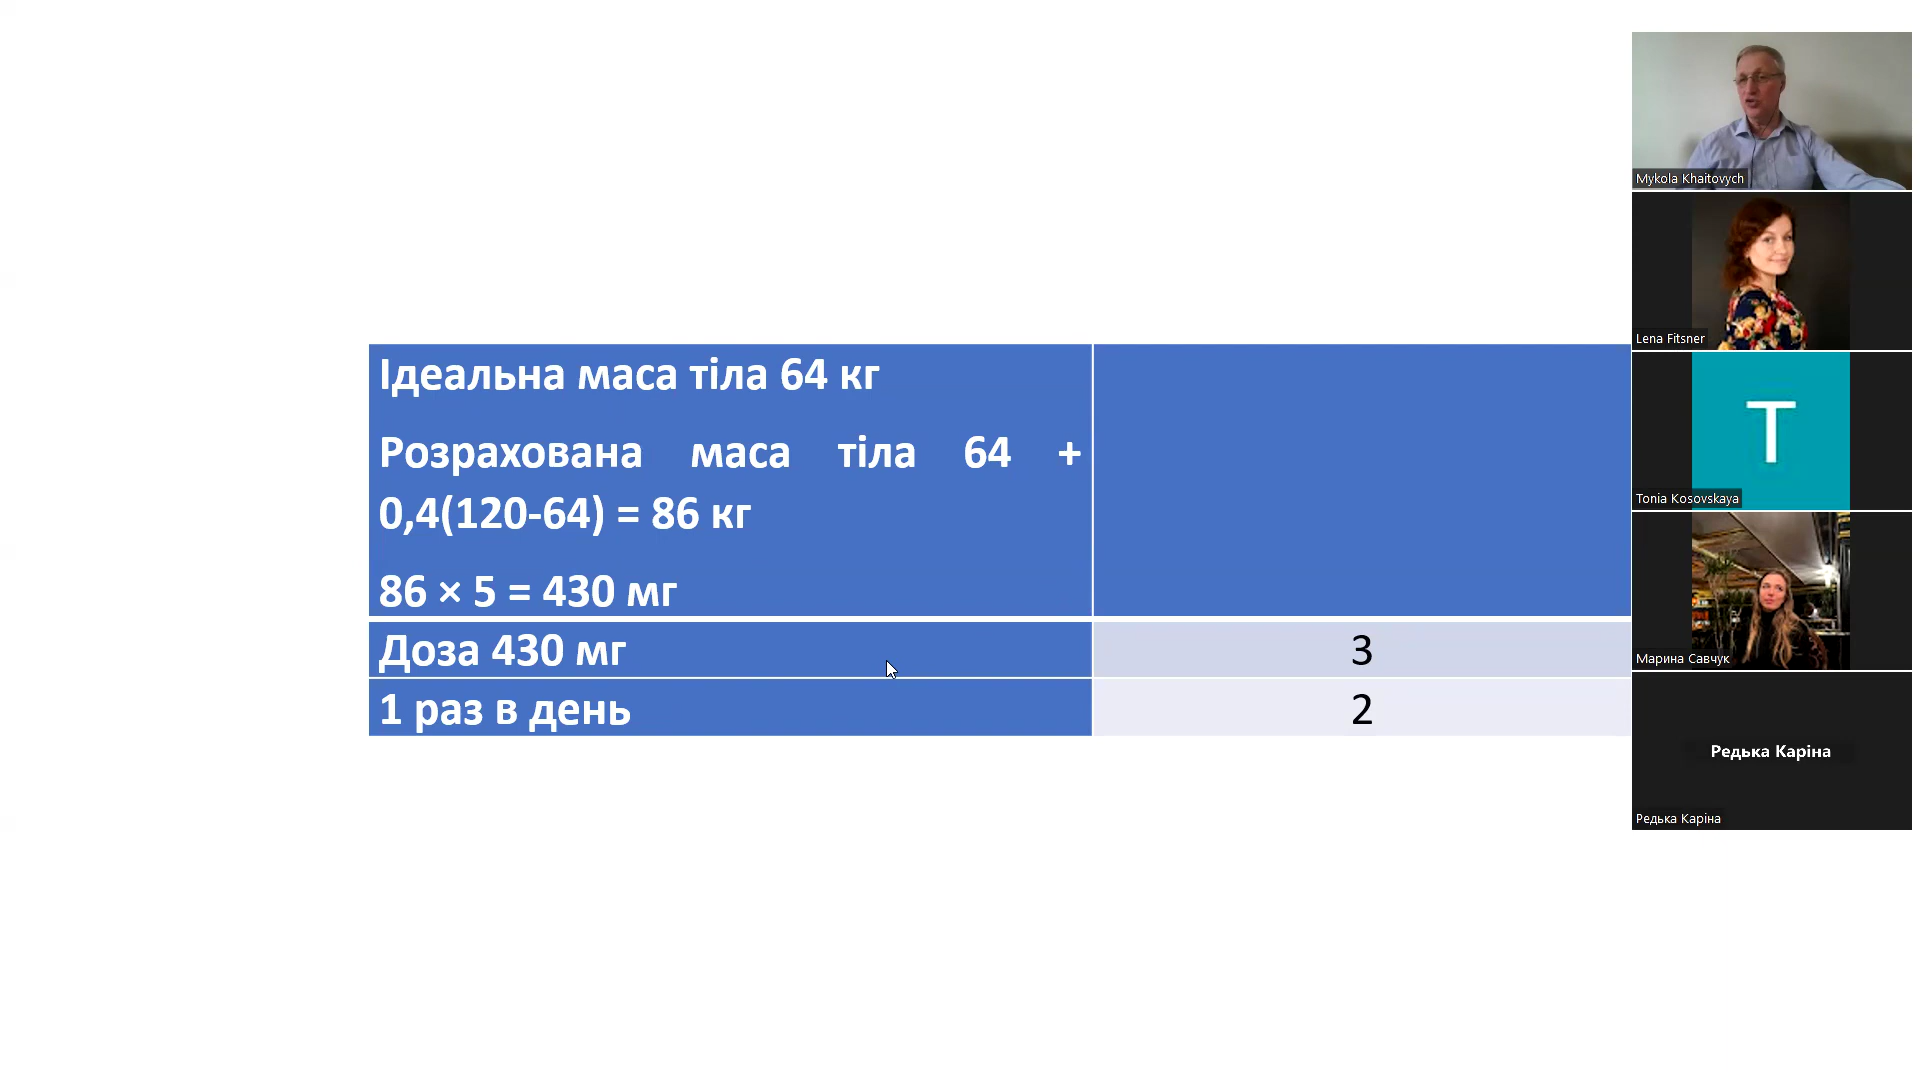 Ідеальна маса тіла 64 кг
Розрахована маса тіла 64 +
0,4(120-64) = 86 кг
86 × 5 = 430 мг
Доза 430 мг
3
1 раз в день
2
Mykola Khaitovych
Lena Fitsner
T
Tonia Kosovskaya
Марина Савчук
Редька Каріна
Редька Каріна